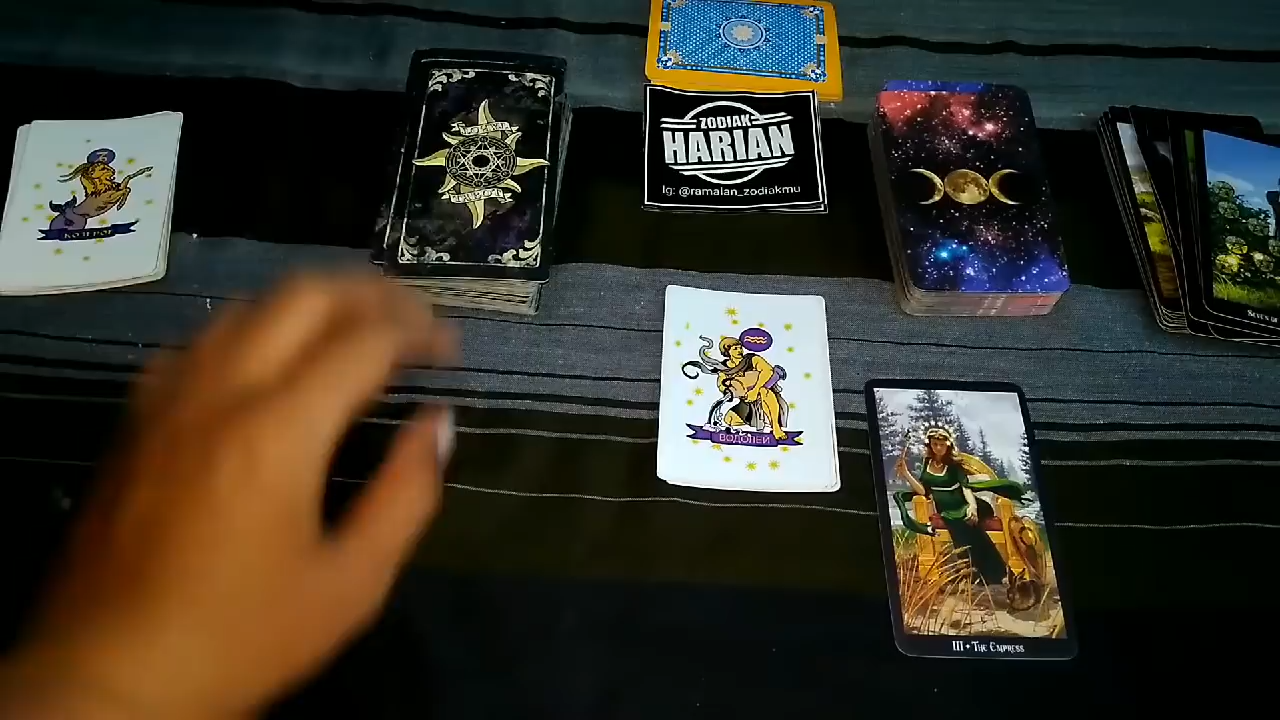 ZODIAK
HARIAN
Ig: @ramalan_zodiakmu
КОЗЕРОГ
ВОДОЛЕЙ
III • The Empress